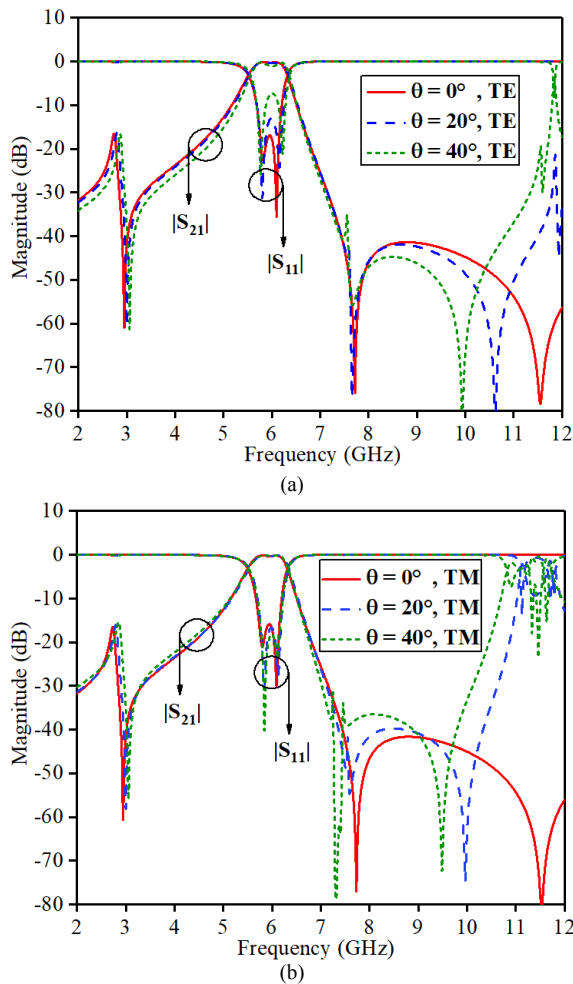 10
0
-10
-20
-30
-40
-50
-60
-70
-80
Magnitude (dB)
θ = 0° , TE
θ = 20°, TE
θ = 40°, TE
|S21|
|S11|
2 3 4 5 6 7 8 9 10 11 12
Frequency (GHz)
(a)
10
0
-10
-20
-30
-40
-50
-60
-70
-80
Magnitude (dB)
θ = 0° , TM
θ = 20°, TM
θ = 40°, TM
|S21|
|S11|
2 3 4 5 6 7 8 9 10 11 12
Frequency (GHz)
(b)